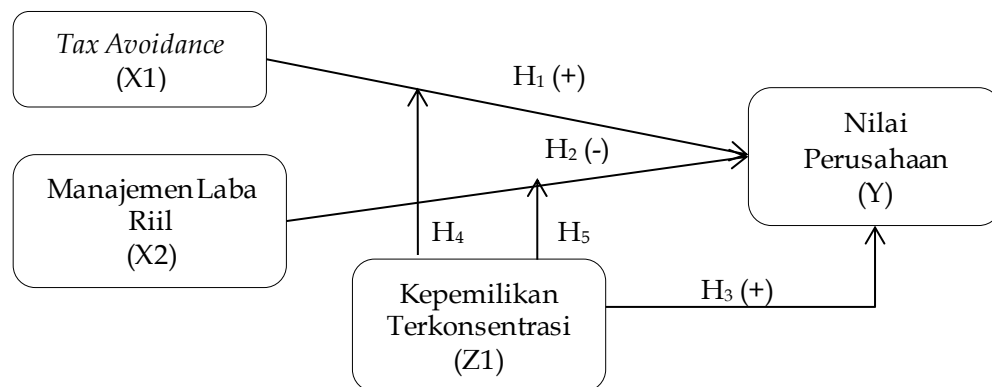 Tax Avoidance
(X1)
H₁ (+)
Nilai
Perusahaan
(Y)
H₂ (-)
Manajemen Laba
Riil
(X2)
H₄
H₅
Kepemilikan
Terkonsentrasi
(Z1)
H₃ (+)